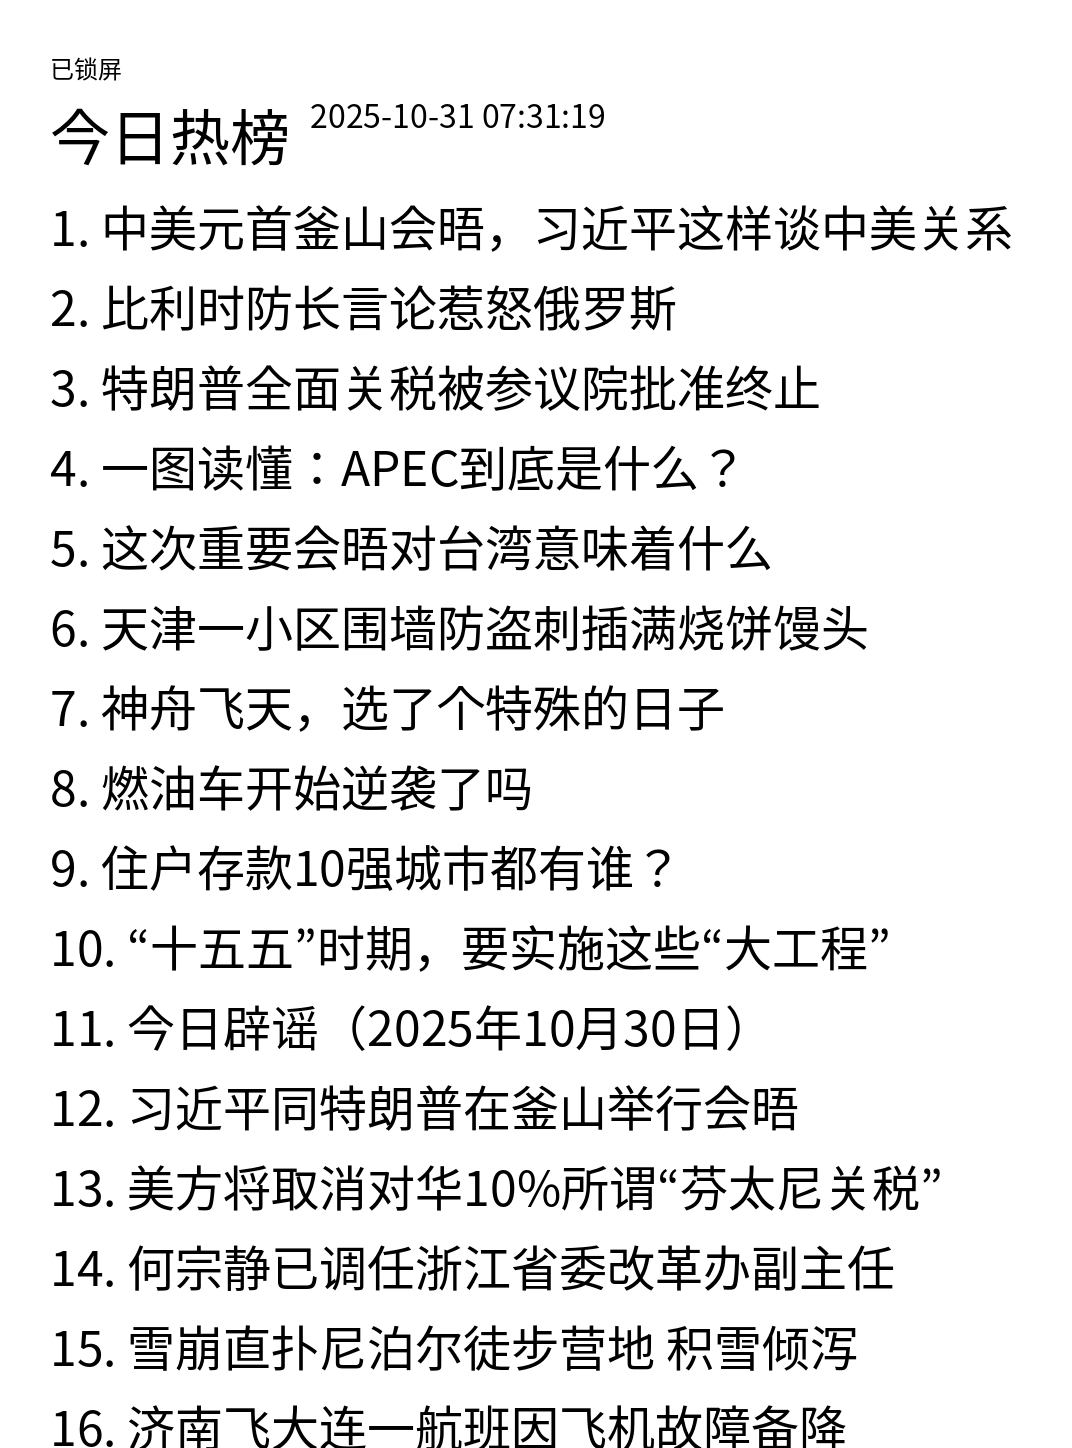 已锁屏
今日热榜 2025-10-31 07:31:19
1. 中美元首釜山会晤，习近平这样谈中美关系
2. 比利时防长言论惹怒俄罗斯
3. 特朗普全面关税被参议院批准终止
4. 一图读懂：APEC到底是什么？
5. 这次重要会晤对台湾意味着什么
6. 天津一小区围墙防盗刺插满烧饼馒头
7. 神舟飞天，选了个特殊的日子
8. 燃油车开始逆袭了吗
9. 住户存款10强城市都有谁？
10. “十五五”时期，要实施这些“大工程”
11. 今日辟谣（2025年10月30日）
12. 习近平同特朗普在釜山举行会晤
13. 美方将取消对华10%所谓“芬太尼关税”
14. 何宗静已调任浙江省委改革办副主任
15. 雪崩直扑尼泊尔徒步营地 积雪倾泻
16. 济南飞大连一航班因飞机故障备降